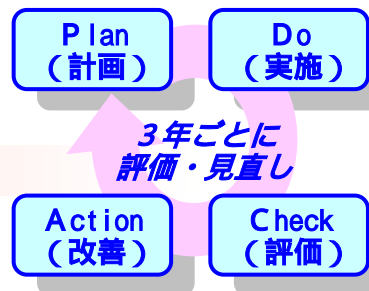 Plan
（計画）
Do
（実施）
３年ごとに
評価・見直し
Action
（改善）
Check
（評価）